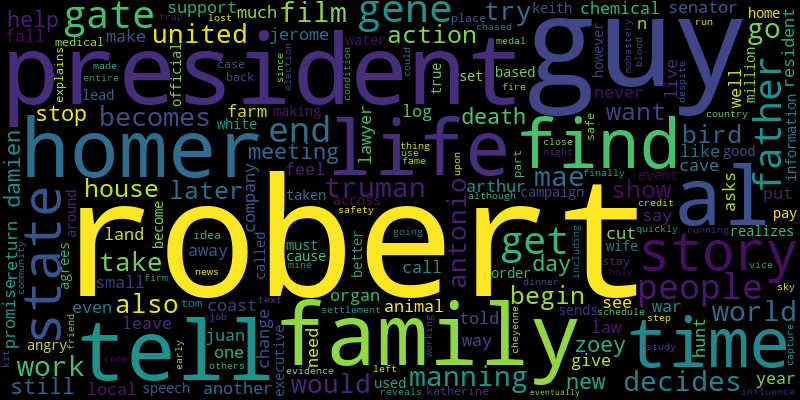 help gate support much film gene try keith chemical senator
fall medical make united jerome action place chased n go home run
explains official president guy
stop becomes lead case since back election water could true set based monastery blood however despite never live well million
farm log white making condition medal fire country
damien homer meeting end life lawyer death want find bird father information resident
house later company feel thing use fame upon part close night safe like cave good
state around land become idea away called taken across truman antonio mae arthur campaign show event asks al put pay
robert
promise return agrees take small must cause safety better call going get day order although cut wife say credit finally quickly realizes story
community even also news mine coast change organ animal told way dinner begin see including stay running people holy vice sky
angry friend tell juan firm tom text need family settlement working sends war law schedule hunt time world
kit work leave early one job others executive evidence left used manning cheyenne zoey give step study new decides capture year
still come local speech another would reveals katherine eventually influence
entire trap lost